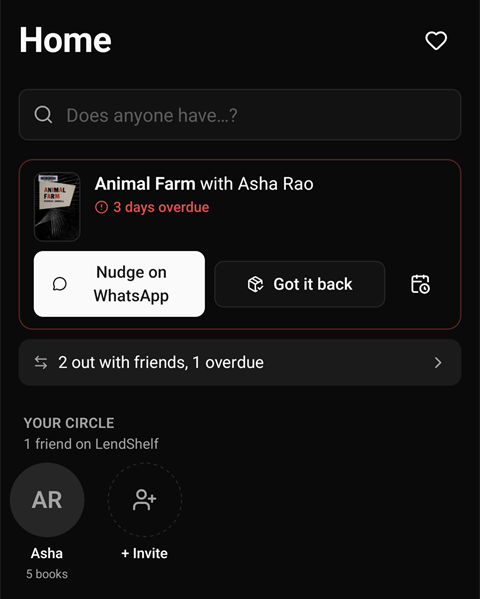 Home
Does anyone have...?
ANIMAL
FARM
Animal Farm with Asha Rao
3 days overdue
Nudge on
WhatsApp
Got it back
2 out with friends, 1 overdue
YOUR CIRCLE
1 friend on LendShelf
AR
Asha
5 books
+ Invite